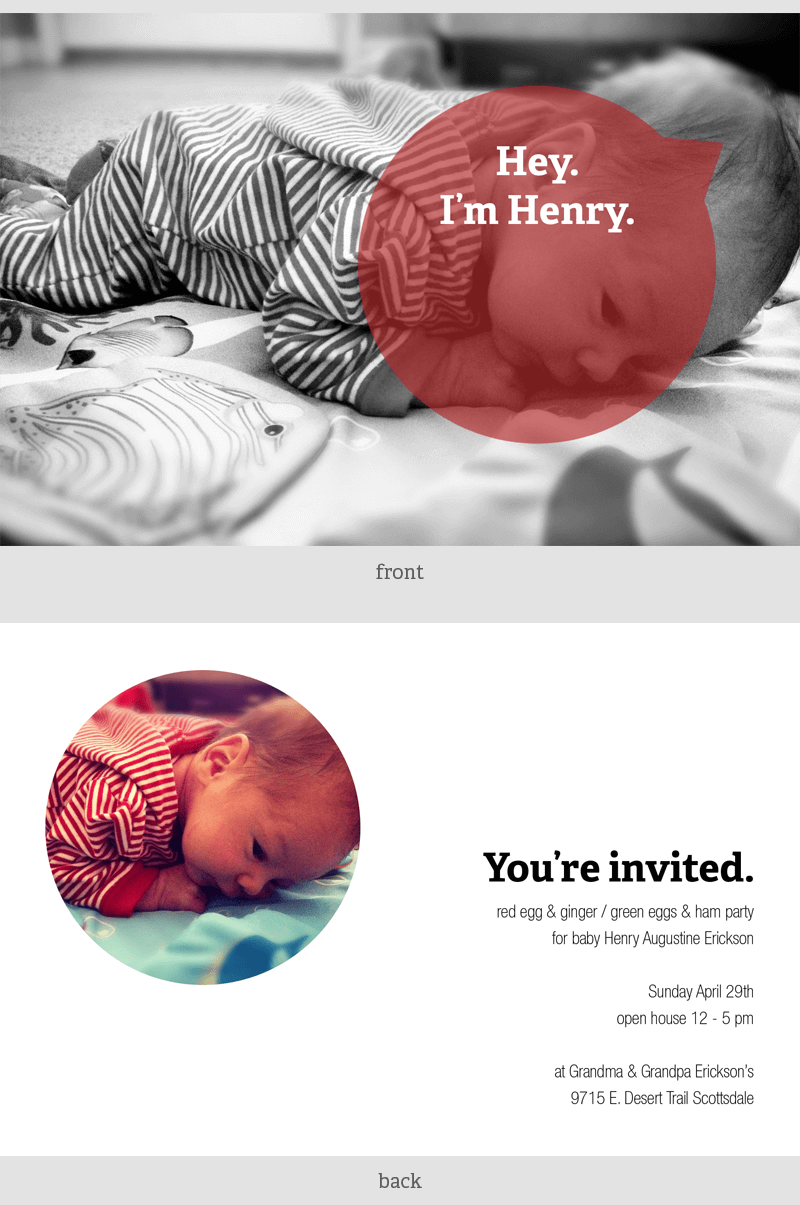 Hey.
I'm Henry.
front
You're invited.
red egg & ginger / green eggs & ham party
for baby Henry Augustine Erickson
Sunday April 29th
open house 12 - 5 pm
at Grandma & Grandpa Erickson's
9715 E. Desert Trail Scottsdale
back